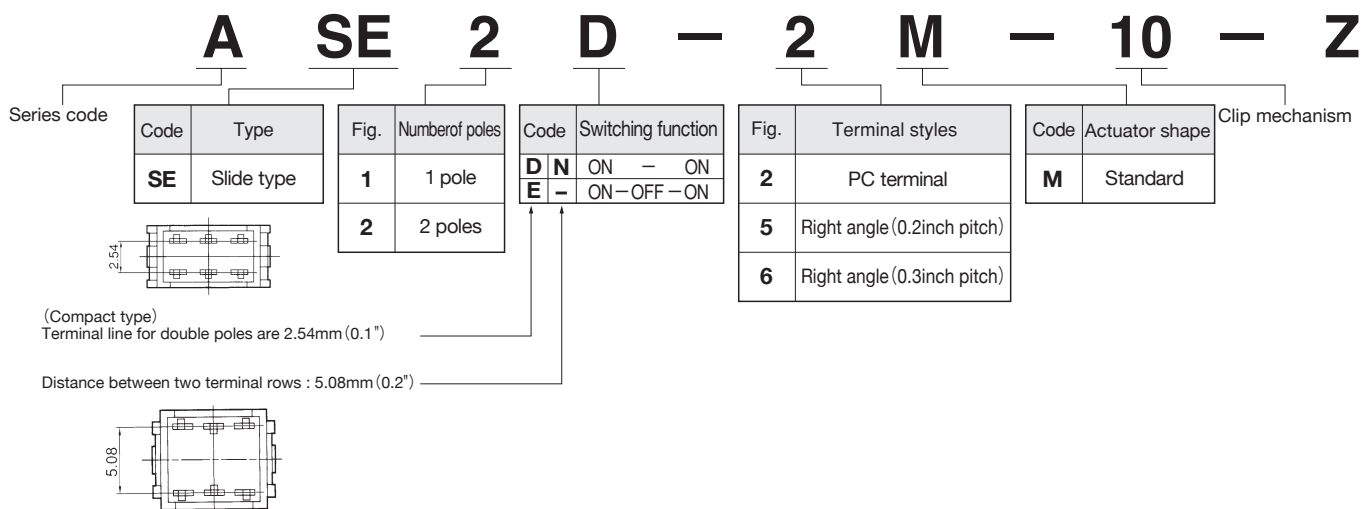 A SE 2 D － 2 M － 10 － Z
Series code
Clip mechanism
Code Type
SE Slide type
Fig. Numberof poles
1 1 pole
2 2 poles
Code Switching function
D N ON － ON
E － ON－OFF－ON
Fig. Terminal styles
2 PC terminal
5 Right angle(0.2inch pitch)
6 Right angle(0.3inch pitch)
Code Actuator shape
M Standard
2.54
(Compact type)
Terminal line for double poles are 2.54mm(0.1")
Distance between two terminal rows : 5.08mm(0.2")
5.08